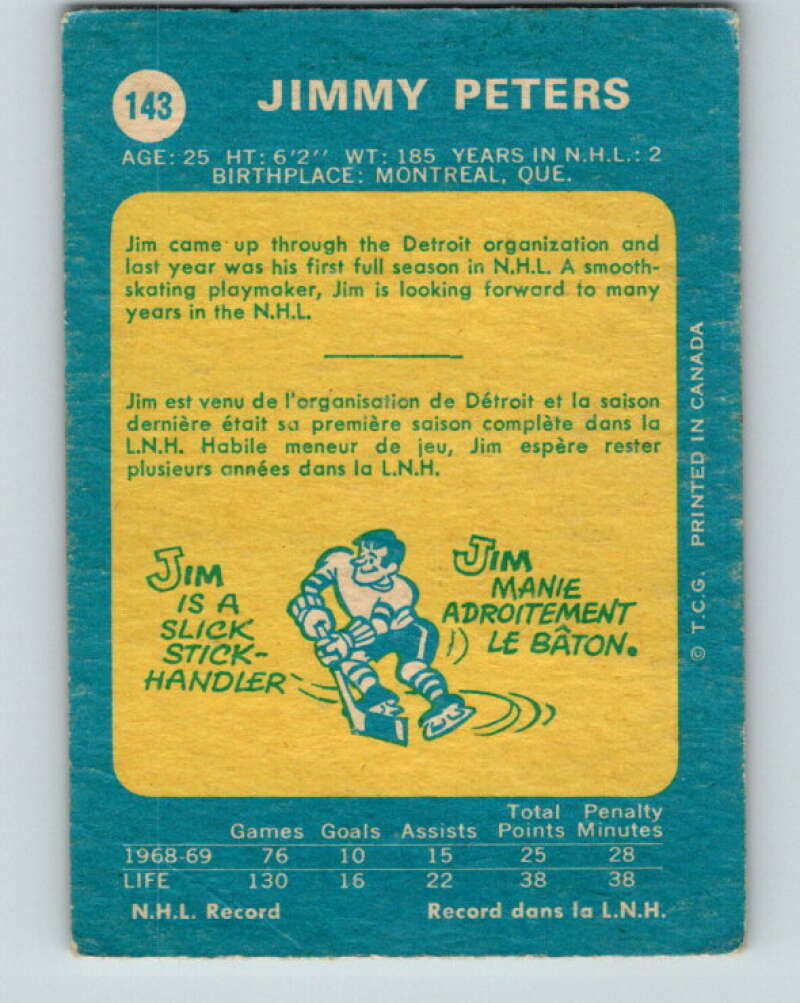 143
JIMMY PETERS
AGE: 25 HT: 6'2'' WT: 185 YEARS IN N.H.L.: 2
BIRTHPLACE: MONTREAL, QUE.
Jim came up through the Detroit organization and
last year was his first full season in N.H.L. A smooth-
skating playmaker, Jim is looking forward to many
years in the N.H.L.
Jim est venu de l'organisation de Détroit et la saison
dernière était sa première saison complète dans la
L.N.H. Habile meneur de jeu, Jim espère rester
plusieurs années dans la L.N.H.
JIM
IS A
SLICK
STICK-
HANDLER
JIM
MANIE
ADROITEMENT
LE BÂTON.
© T.C.G. PRINTED IN CANADA
Total Penalty
Games Goals Assists Points Minutes
1968-69 76 10 15 25 28
LIFE 130 16 22 38 38
N.H.L. Record Record dans la L.N.H.